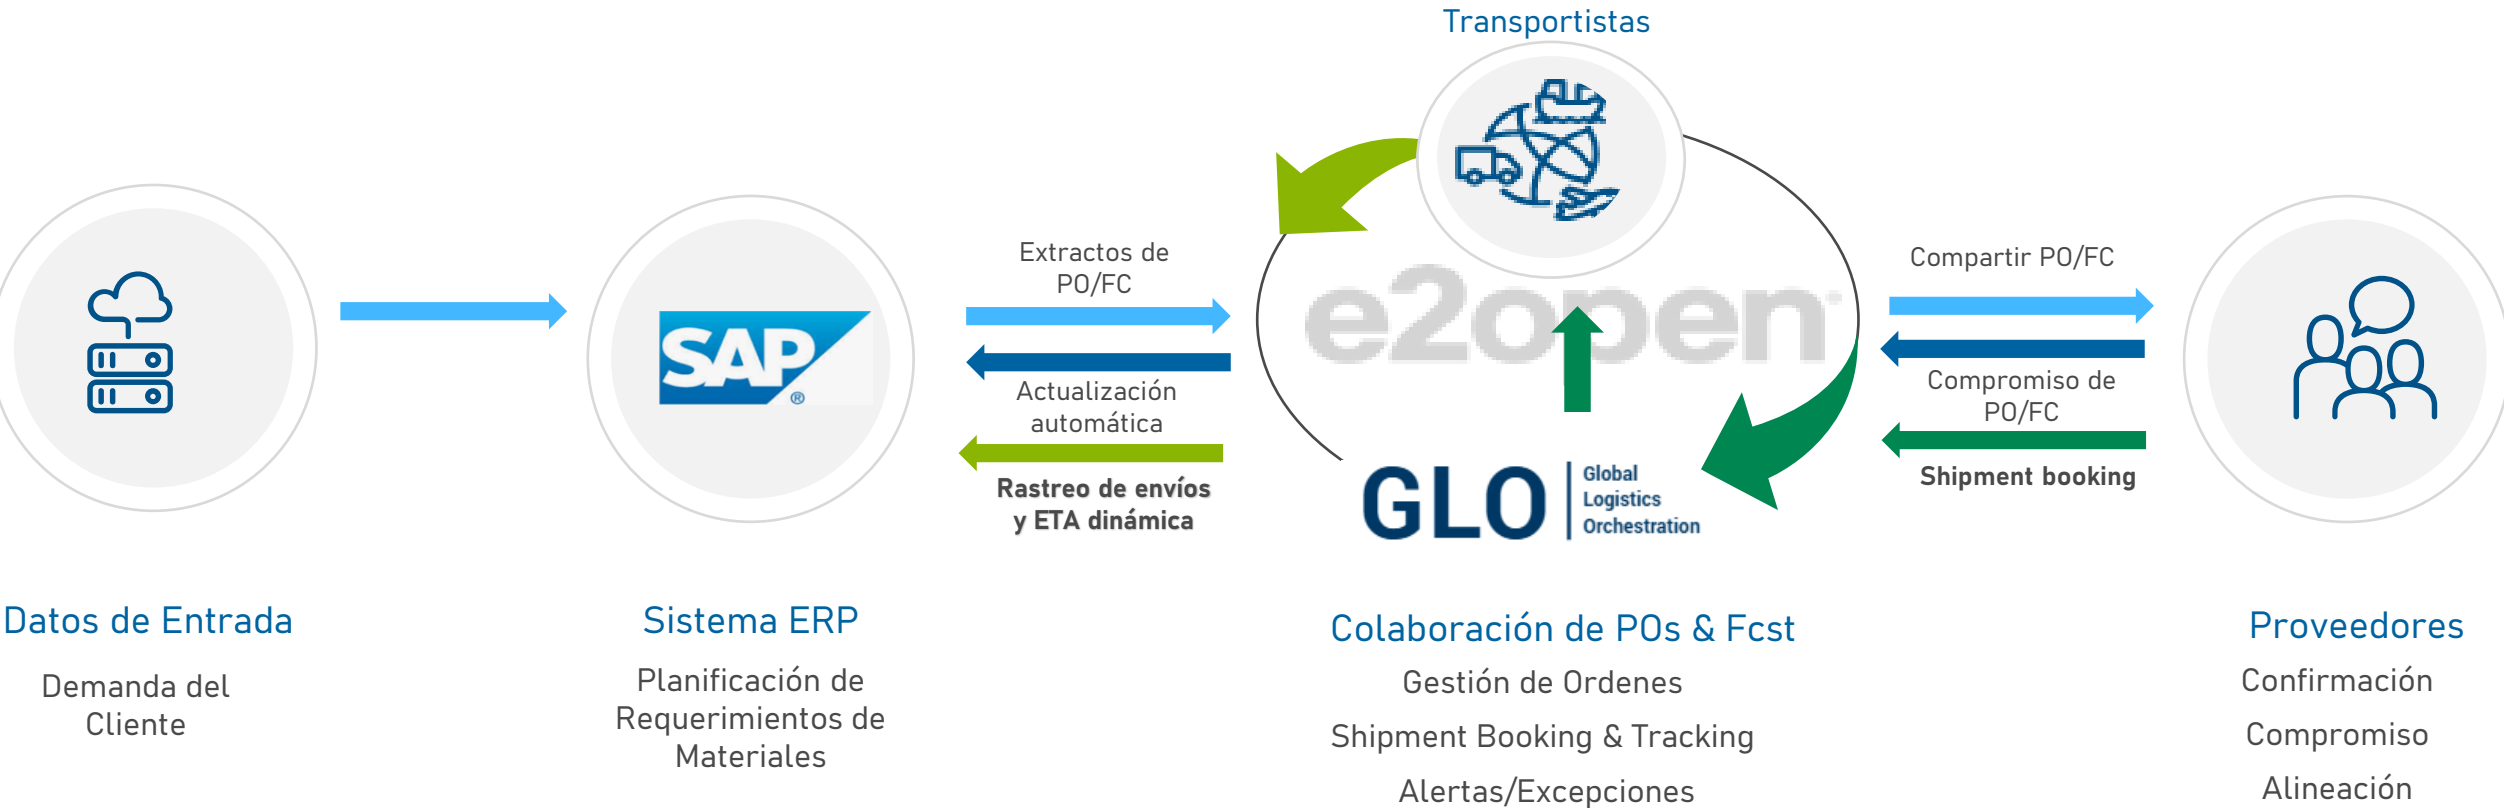 Transportistas
Extractos de
PO/FC
Actualización
automática
Rastreo de envíos
y ETA dinámica
SAP®
e2open
GLO
Global
Logistics
Orchestration
Compartir PO/FC
Compromiso de
PO/FC
Shipment booking
Datos de Entrada
Demanda del
Cliente
Sistema ERP
Planificación de
Requerimientos de
Materiales
Colaboración de POs & Fcst
Gestión de Ordenes
Shipment Booking & Tracking
Alertas/Excepciones
Proveedores
Confirmación
Compromiso
Alineación